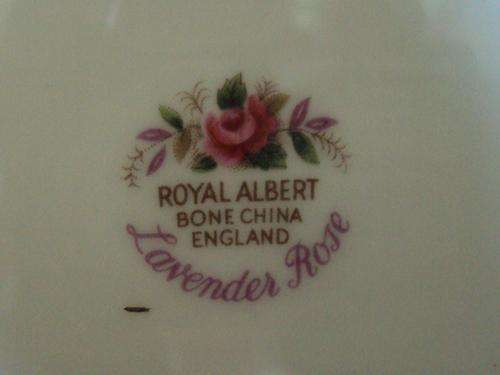 ROYAL ALBERT
BONE CHINA
ENGLAND
Lavender Rose